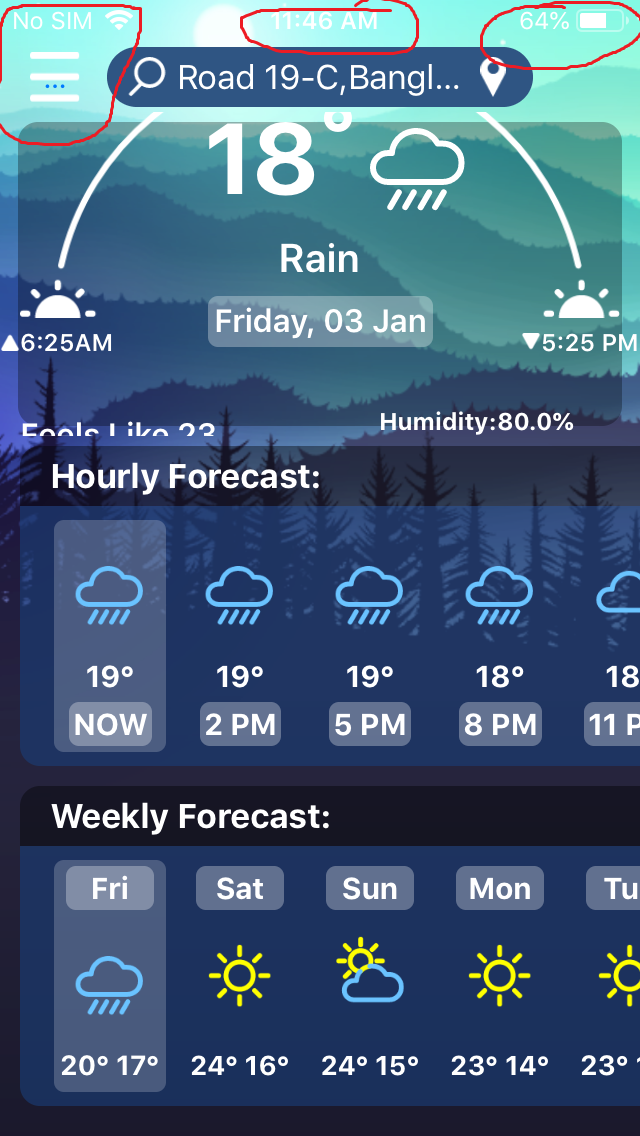 No SIM 11:46 AM 64%
Road 19-C,Bangl...
18°
Rain
Friday, 03 Jan
6:25AM 5:25 PM
Feels Like 23 Humidity:80.0%
Hourly Forecast:
19° 19° 19° 18° 18
NOW 2 PM 5 PM 8 PM 11 P
Weekly Forecast:
Fri Sat Sun Mon Tu
20° 17° 24° 16° 24° 15° 23° 14° 23°